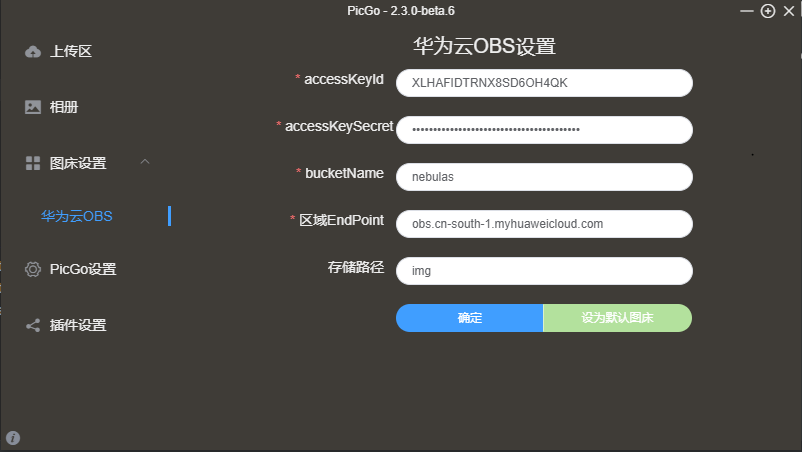 PicGo - 2.3.0-beta.6
上传区
相册
图床设置
华为云OBS
PicGo设置
插件设置
华为云OBS设置
* accessKeyId
XLHAFIDTRNX8SD6OH4QK
* accessKeySecret
••••••••••••••••••••••••••••••••••••••••
* bucketName
nebulas
* 区域EndPoint
obs.cn-south-1.myhuaweicloud.com
存储路径
img
确定
设为默认图床